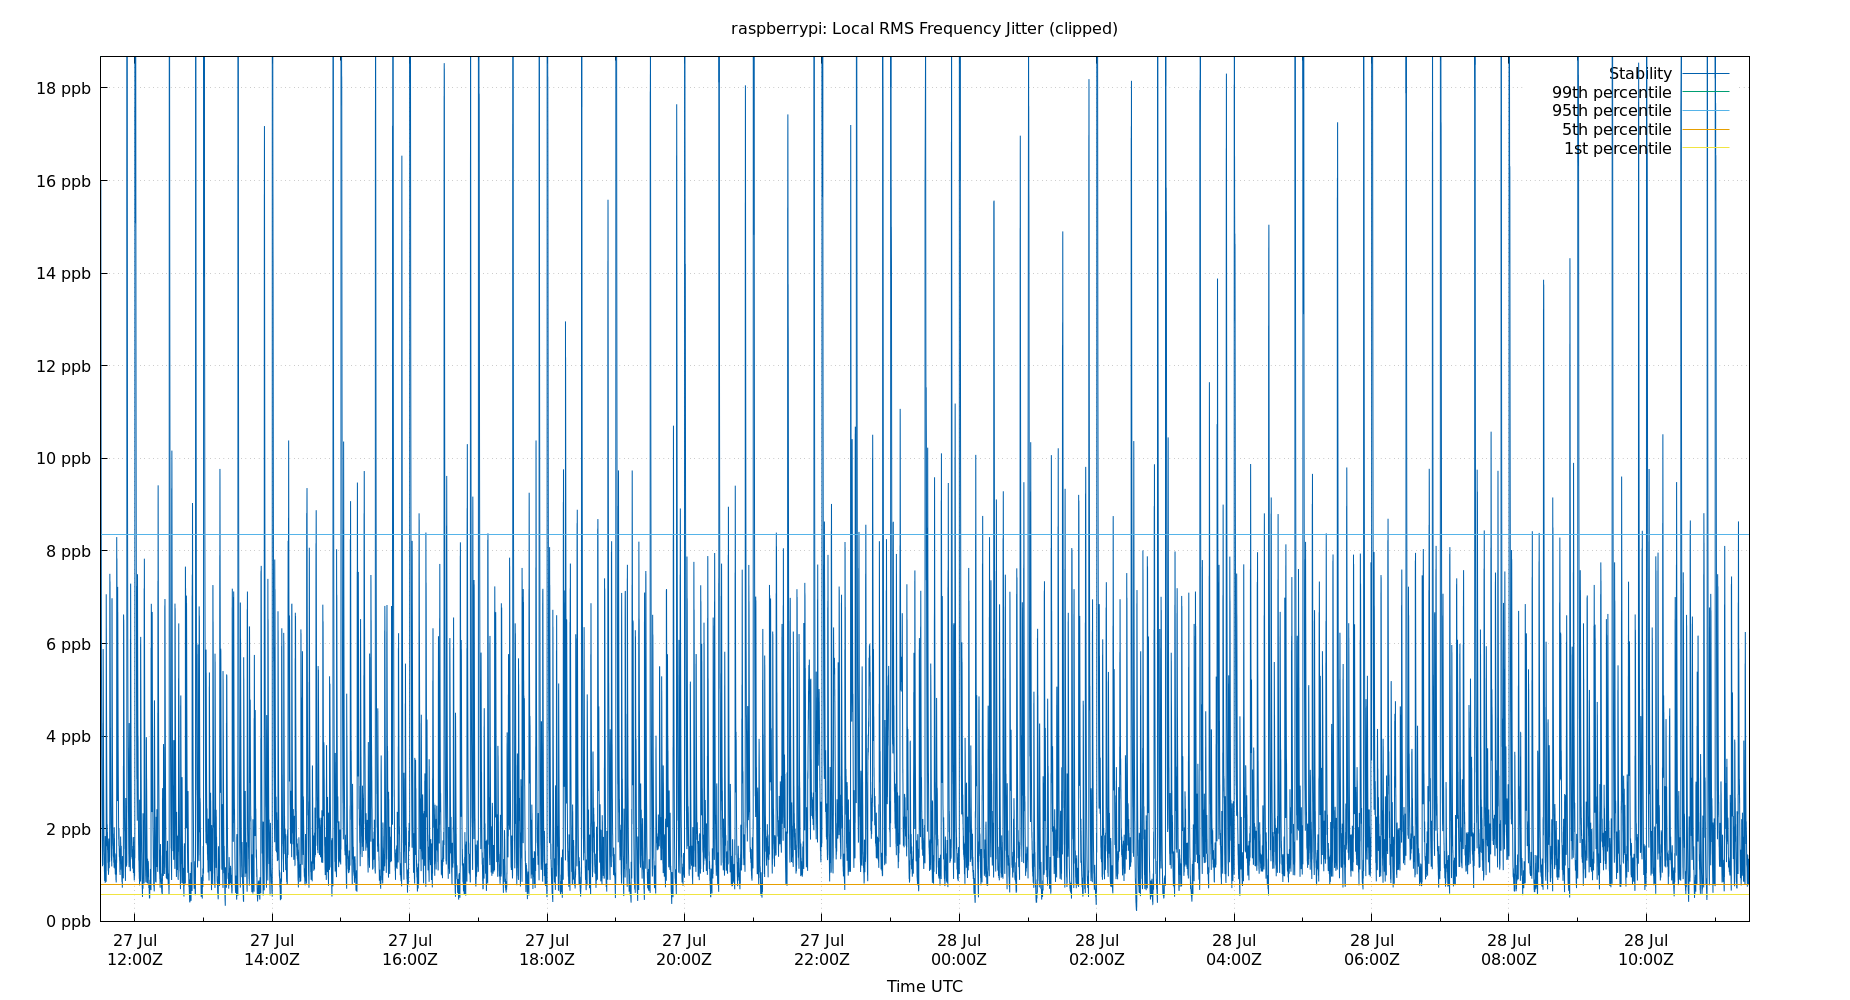 raspberrypi: Local RMS Frequency Jitter (clipped)
Stability
99th percentile
95th percentile
5th percentile
1st percentile
18 ppb
16 ppb
14 ppb
12 ppb
10 ppb
8 ppb
6 ppb
4 ppb
2 ppb
0 ppb
27 Jul 27 Jul 27 Jul 27 Jul 27 Jul 27 Jul 28 Jul 28 Jul 28 Jul 28 Jul 28 Jul 28 Jul
12:00Z 14:00Z 16:00Z 18:00Z 20:00Z 22:00Z 00:00Z 02:00Z 04:00Z 06:00Z 08:00Z 10:00Z
Time UTC